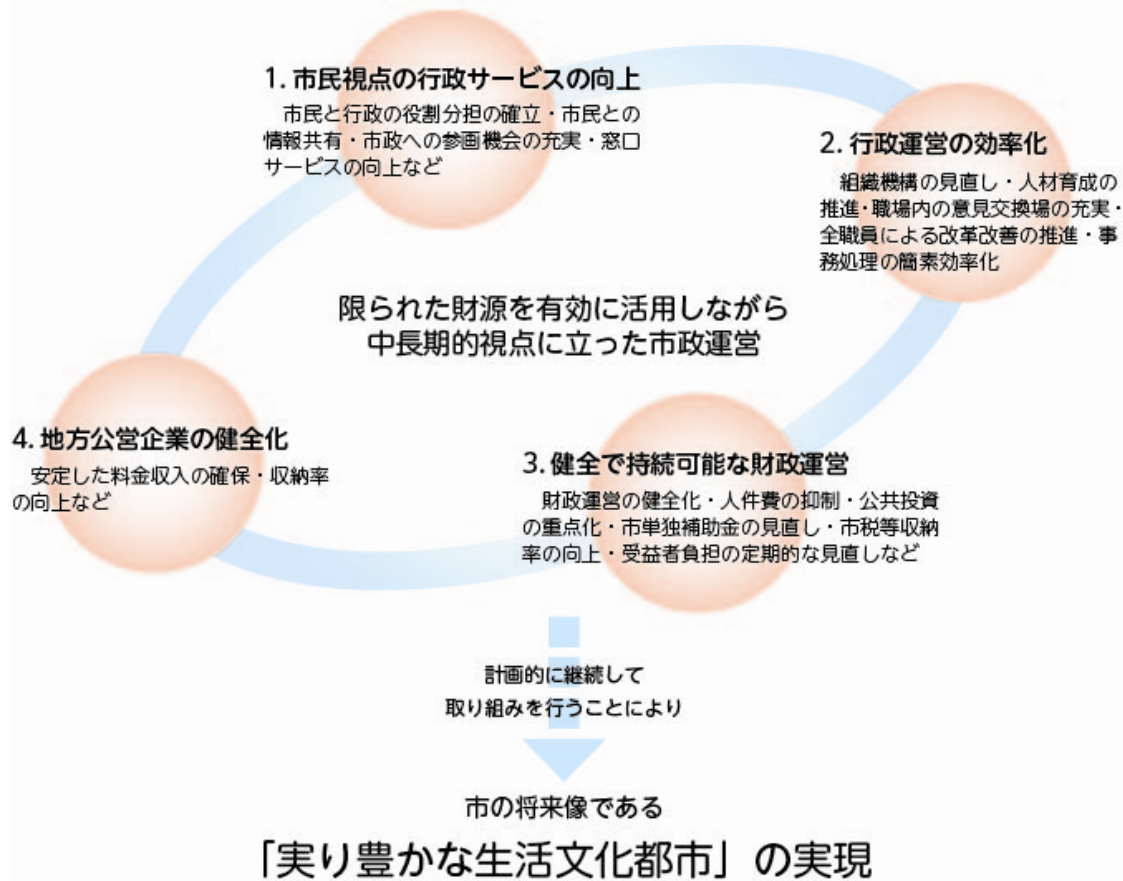 1. 市民視点の行政サービスの向上
市民と行政の役割分担の確立・市民との
情報共有・市政への参画機会の充実・窓口
サービスの向上など
2. 行政運営の効率化
組織機構の見直し・人材育成の
推進・職場内の意見交換場の充実・
全職員による改革改善の推進・事
務処理の簡素効率化
限られた財源を有効に活用しながら
中長期的視点に立った市政運営
4. 地方公営企業の健全化
安定した料金収入の確保・収納率
の向上など
3. 健全で持続可能な財政運営
財政運営の健全化・人件費の抑制・公共投資
の重点化・市単独補助金の見直し・市税等収納
率の向上・受益者負担の定期的な見直しなど
計画的に継続して
取り組みを行うことにより
市の将来像である
「実り豊かな生活文化都市」の実現